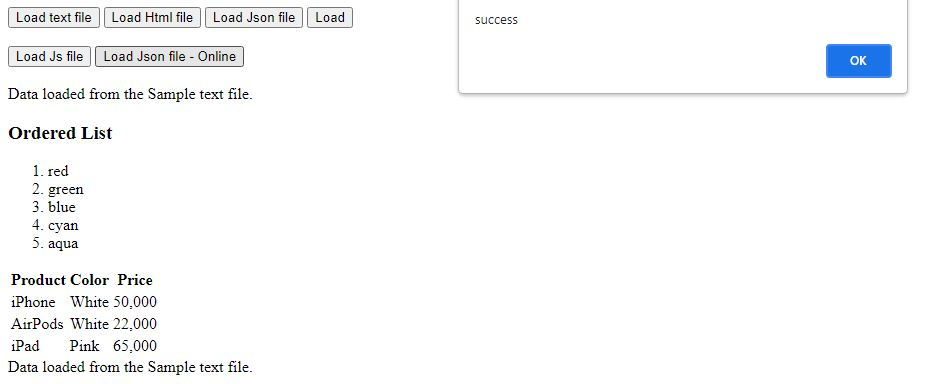 Load text file Load Html file Load Json file Load
Load Js file Load Json file - Online
success
OK
Data loaded from the Sample text file.
Ordered List
1. red
2. green
3. blue
4. cyan
5. aqua
Product Color Price
iPhone White 50,000
AirPods White 22,000
iPad Pink 65,000
Data loaded from the Sample text file.